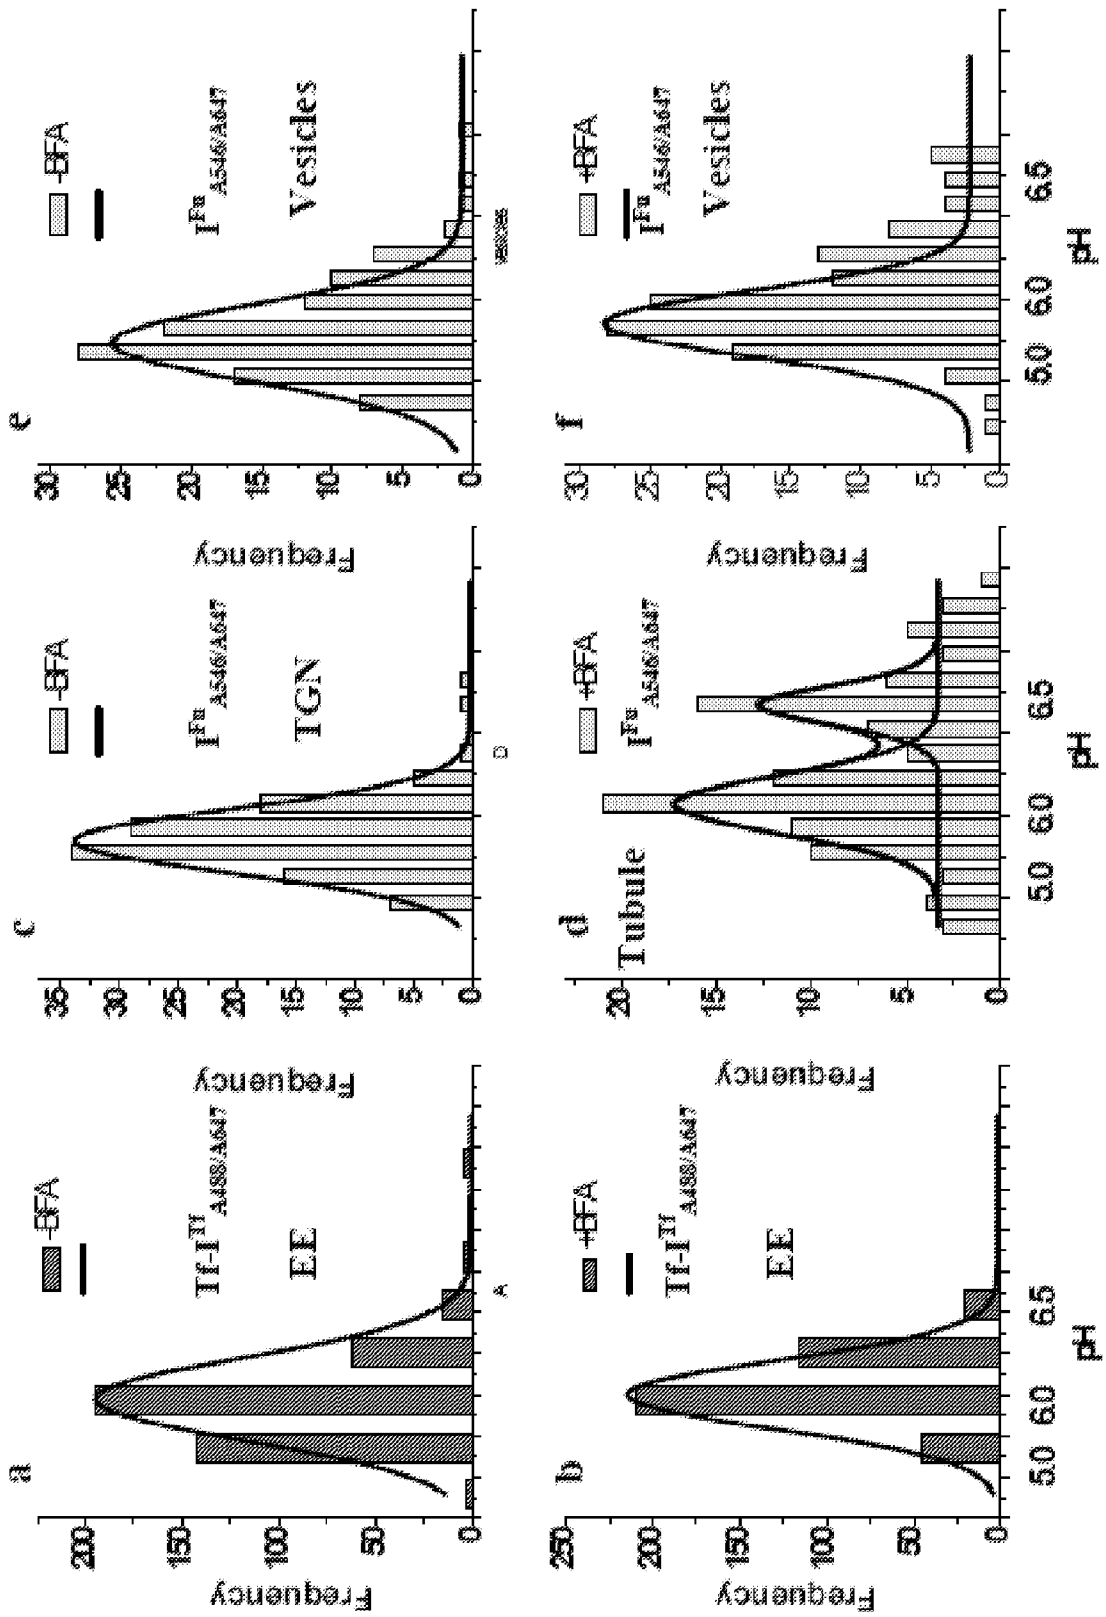 a
-BFA
Tf-I^Tf A488/A647
EE
Frequency
200
150
100
50
0
A
c
-BFA
I^Fu A546/A647
TGN
Frequency
35
30
25
20
15
10
5
0
D
e
-BFA
I^Fu A546/A647
Vesicles
Frequency
30
25
20
15
10
5
0
vesicles
b
+BFA
Tf-I^Tf A488/A647
EE
Frequency
250
200
150
100
50
0
5.0 6.0 6.5
pH
d
+BFA
I^Fu A546/A647
Tubule
Frequency
20
15
10
5
0
5.0 6.0 6.5
pH
f
+BFA
I^Fu A546/A647
Vesicles
Frequency
30
25
20
15
10
5
0
5.0 6.0 6.5
pH